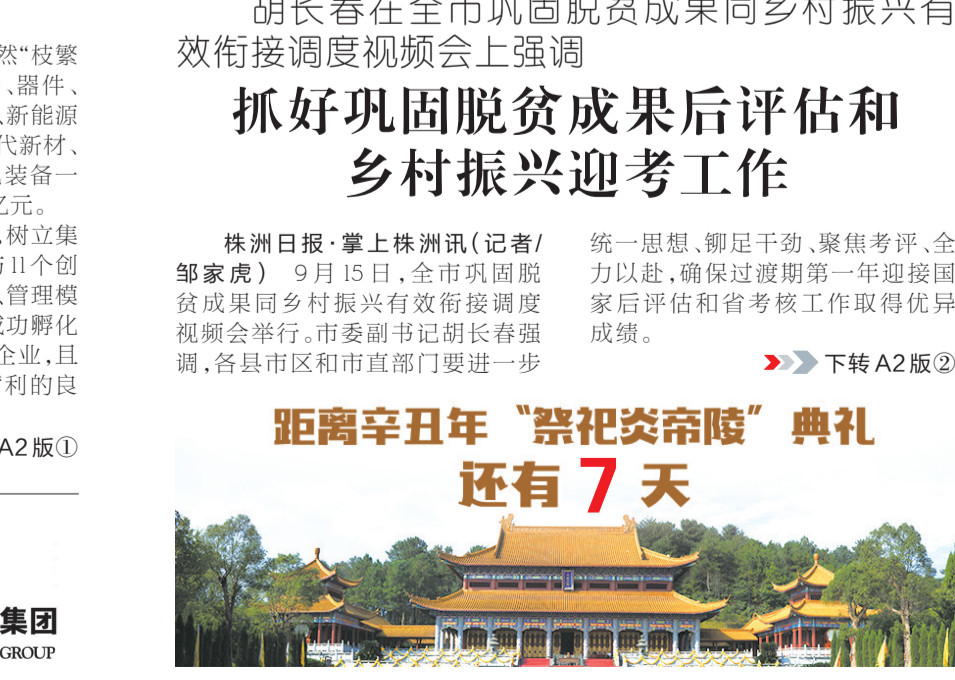 然“枝繁
、器件、
、新能源
代新材、
装备一
亿元。
，树立集
与11个创
、管理模
成功孵化
企业，且
利的良
A2版①
集团
GROUP
胡长春在全市巩固脱贫成果同乡村振兴有
效衔接调度视频会上强调
抓好巩固脱贫成果后评估和
乡村振兴迎考工作
株洲日报·掌上株洲讯（记者/
邹家虎） 9月15日，全市巩固脱
贫成果同乡村振兴有效衔接调度
视频会举行。市委副书记胡长春强
调，各县市区和市直部门要进一步
统一思想、铆足干劲、聚焦考评、全
力以赴，确保过渡期第一年迎接国
家后评估和省考核工作取得优异
成绩。
下转A2版②
距离辛丑年“祭祀炎帝陵”典礼
还有7天